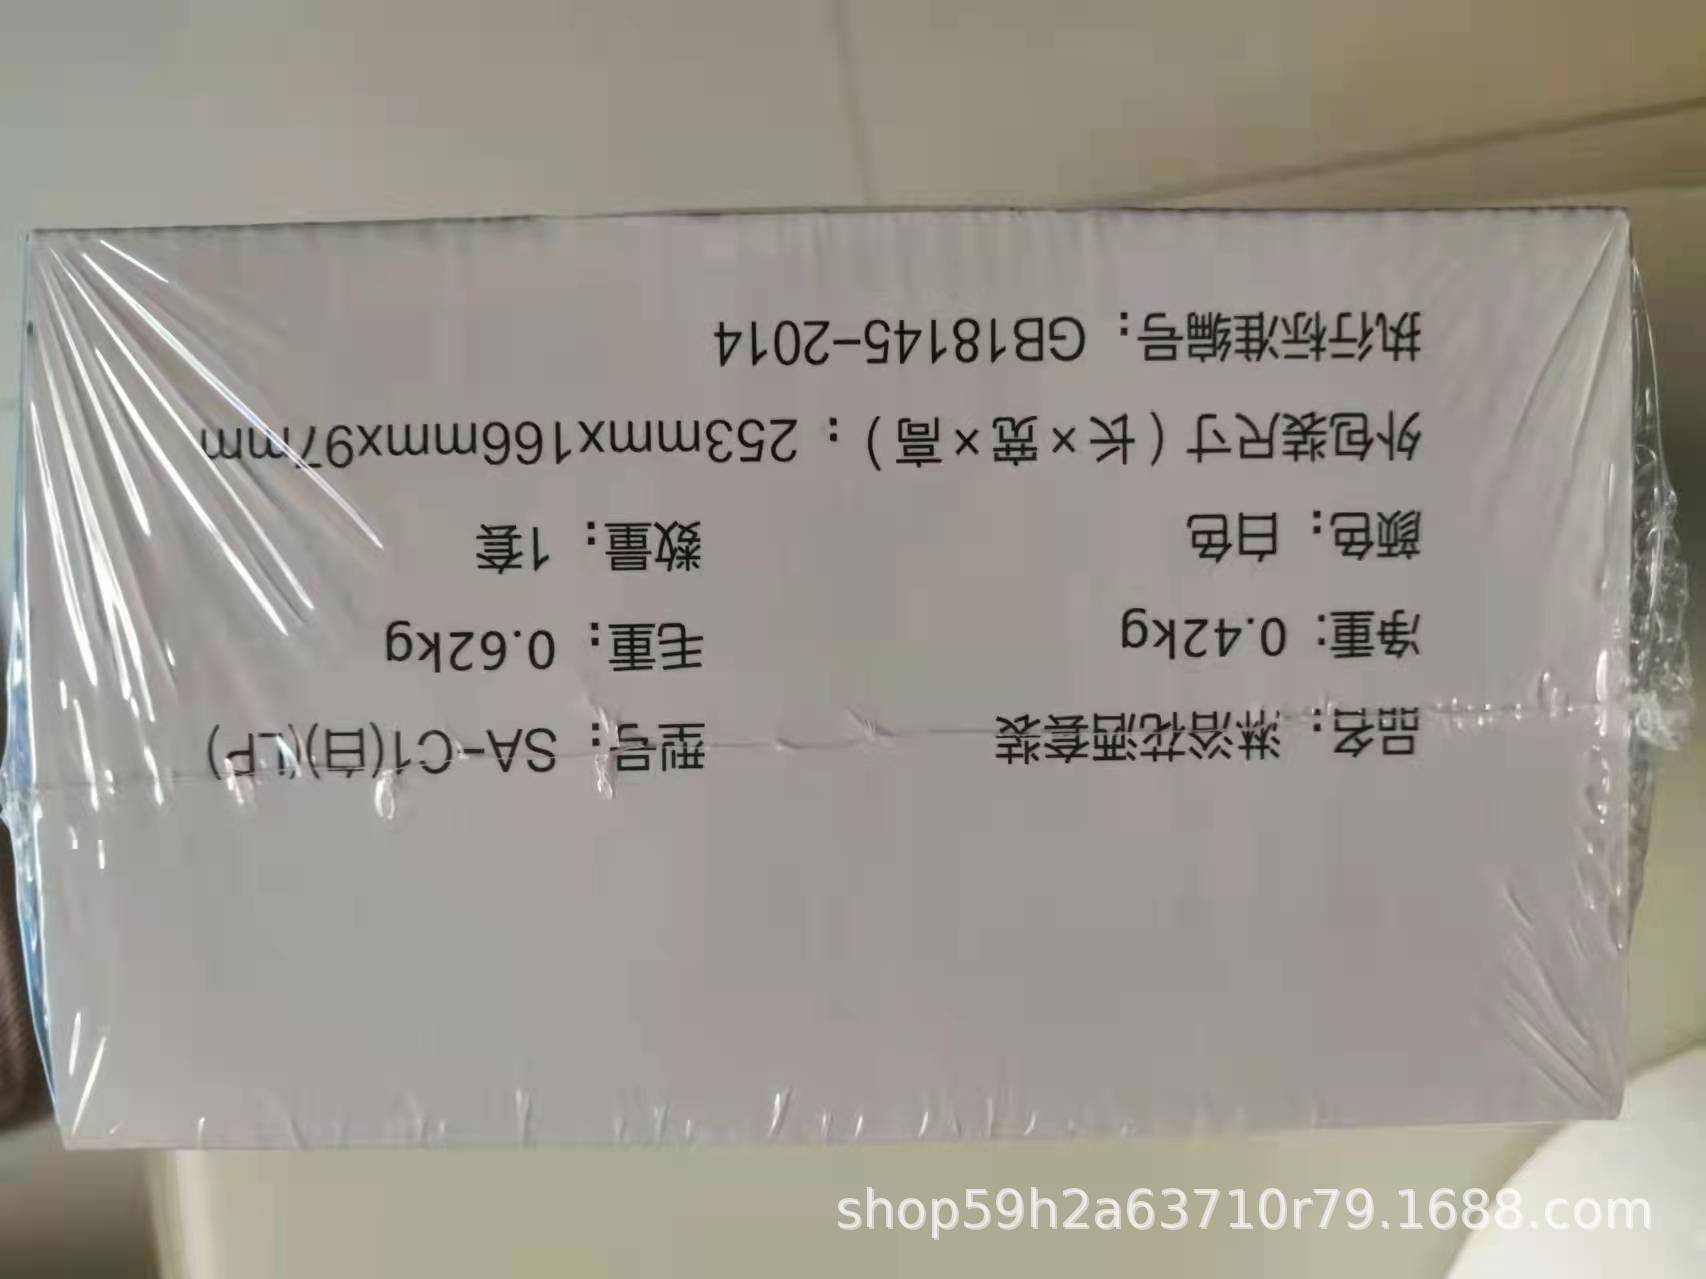 品名：淋浴花洒套装 型号：SA-C1(白)(LP)
净重：0.42kg 毛重：0.62kg
颜色：白色 数量：1套
外包装尺寸（长×宽×高）：253mmx166mmx97mm
执行标准编号：GB18145-2014
shop59h2a63710r79.1688.com